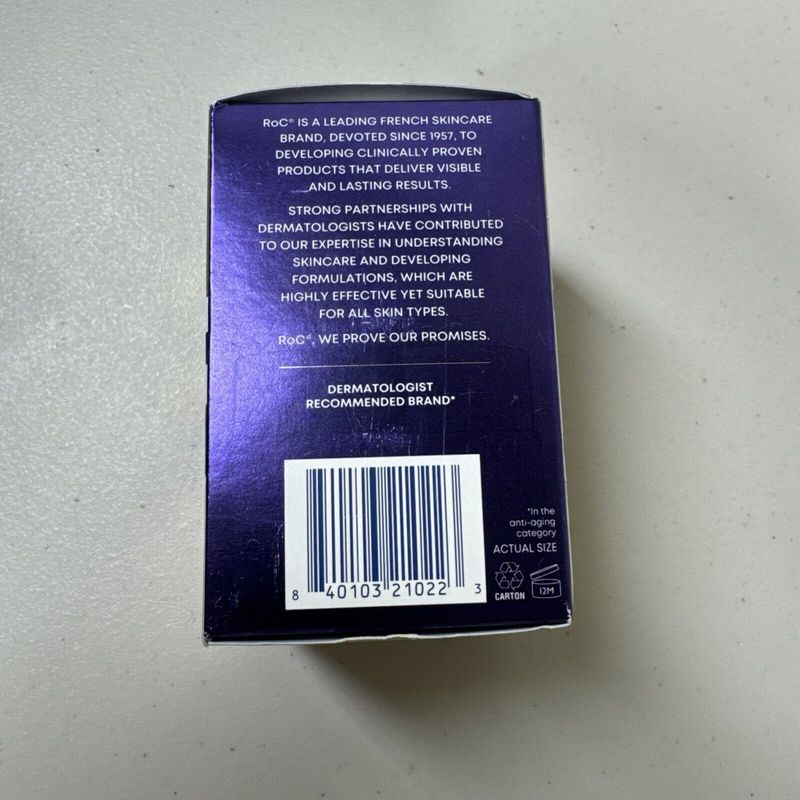 RoC® IS A LEADING FRENCH SKINCARE
BRAND, DEVOTED SINCE 1957, TO
DEVELOPING CLINICALLY PROVEN
PRODUCTS THAT DELIVER VISIBLE
AND LASTING RESULTS.
STRONG PARTNERSHIPS WITH
DERMATOLOGISTS HAVE CONTRIBUTED
TO OUR EXPERTISE IN UNDERSTANDING
SKINCARE AND DEVELOPING
FORMULATIONS, WHICH ARE
HIGHLY EFFECTIVE YET SUITABLE
FOR ALL SKIN TYPES.
RoC®, WE PROVE OUR PROMISES.
DERMATOLOGIST
RECOMMENDED BRAND*
*In the
anti-aging
category
ACTUAL SIZE
CARTON
12M
8 40103 21022 3